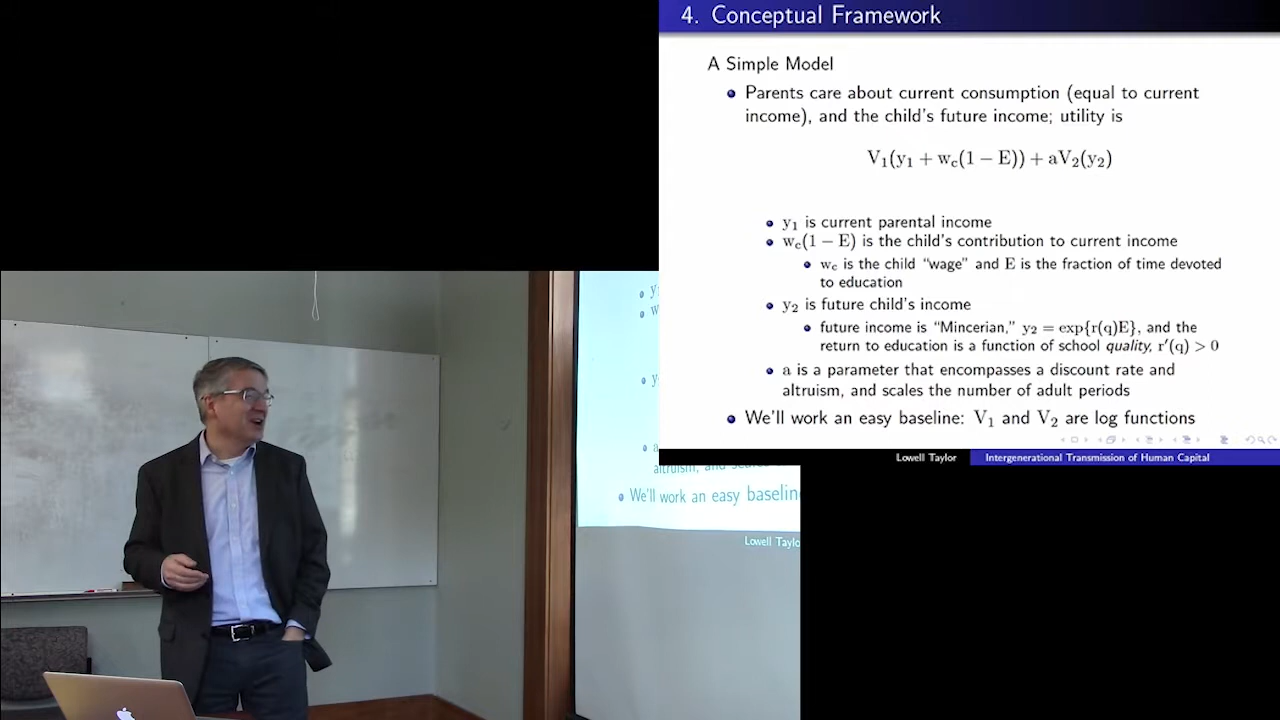 4. Conceptual Framework
A Simple Model
Parents care about current consumption (equal to current
income), and the child's future income; utility is
V₁(y₁ + w_c(1 − E)) + aV₂(y₂)
y₁ is current parental income
w_c(1 − E) is the child's contribution to current income
w_c is the child "wage" and E is the fraction of time devoted
to education
y₂ is future child's income
future income is "Mincerian," y₂ = exp{r(q)E}, and the
return to education is a function of school quality, r′(q) > 0
a is a parameter that encompasses a discount rate and
altruism, and scales the number of adult periods
We'll work an easy baseline: V₁ and V₂ are log functions
Lowell Taylor Intergenerational Transmission of Human Capital
y
w
y
a
altruism, and scales
We'll work an easy baselin
Lowell Taylo